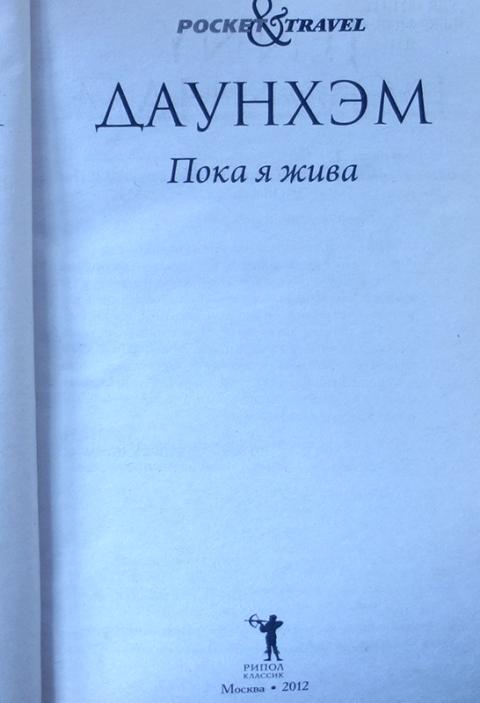 POCKET & TRAVEL
ДАУНХЭМ
Пока я жива
РИПОЛ
КЛАССИК
Москва • 2012